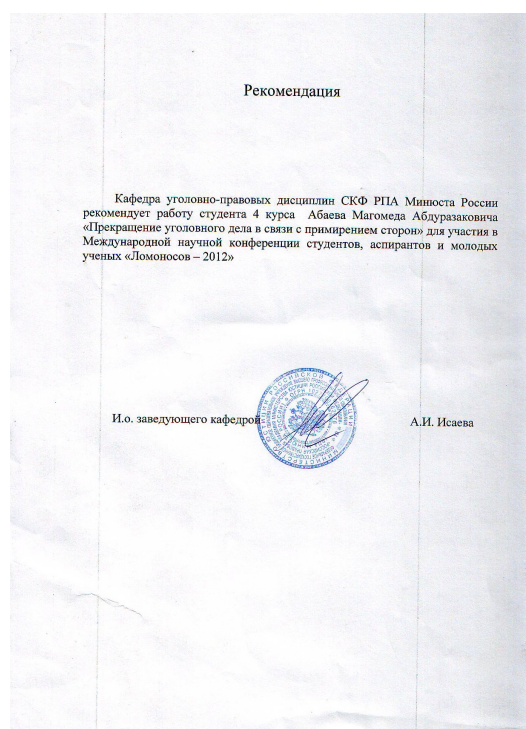 Рекомендация
Кафедра уголовно-правовых дисциплин СКФ РПА Минюста России
рекомендует работу студента 4 курса Абаева Магомеда Абдуразаковича
«Прекращение уголовного дела в связи с примирением сторон» для участия в
Международной научной конференции студентов, аспирантов и молодых
ученых «Ломоносов – 2012»
И.о. заведующего кафедрой А.И. Исаева